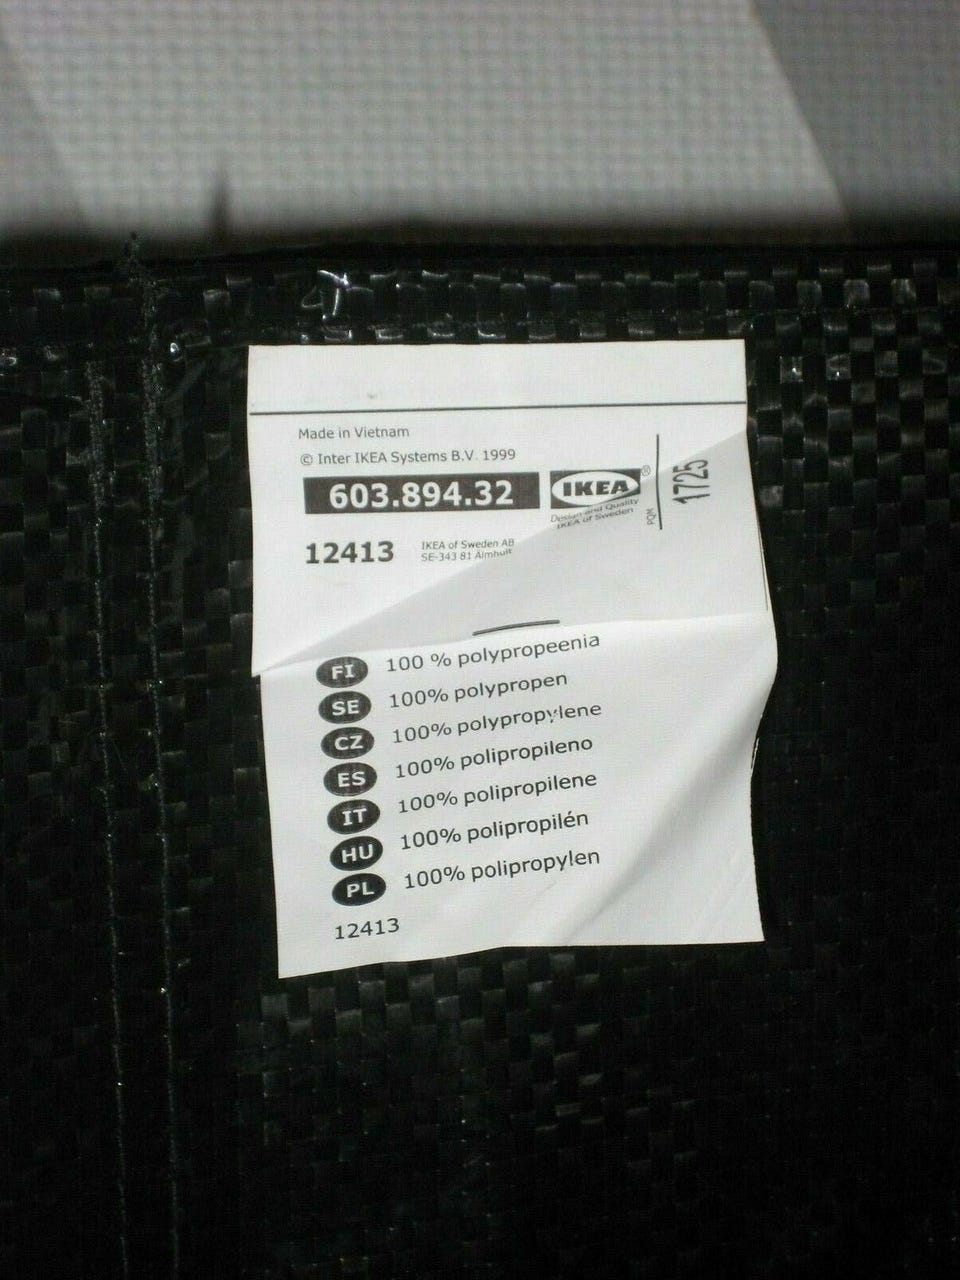 Made in Vietnam
© Inter IKEA Systems B.V. 1999
603.894.32
IKEA®
Design and Quality
IKEA of Sweden
PQM
1725
12413
IKEA of Sweden AB
SE-343 81 Älmhult
FI 100 % polypropeenia
SE 100% polypropen
CZ 100% polypropylene
ES 100% polipropileno
IT 100% polipropilene
HU 100% polipropilén
PL 100% polipropylen
12413